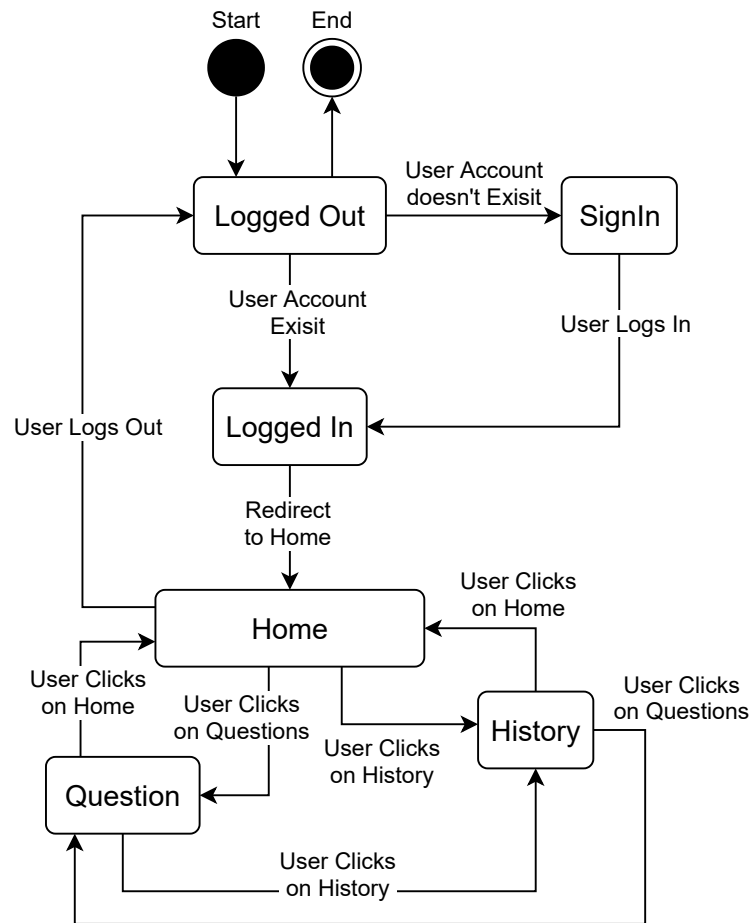 Start
End
User Account
doesn't Exisit
Logged Out
SignIn
User Account
Exisit
User Logs In
User Logs Out
Logged In
Redirect
to Home
User Clicks
on Home
Home
User Clicks
on Home
User Clicks
on Questions
User Clicks
on History
User Clicks
on Questions
History
Question
User Clicks
on History